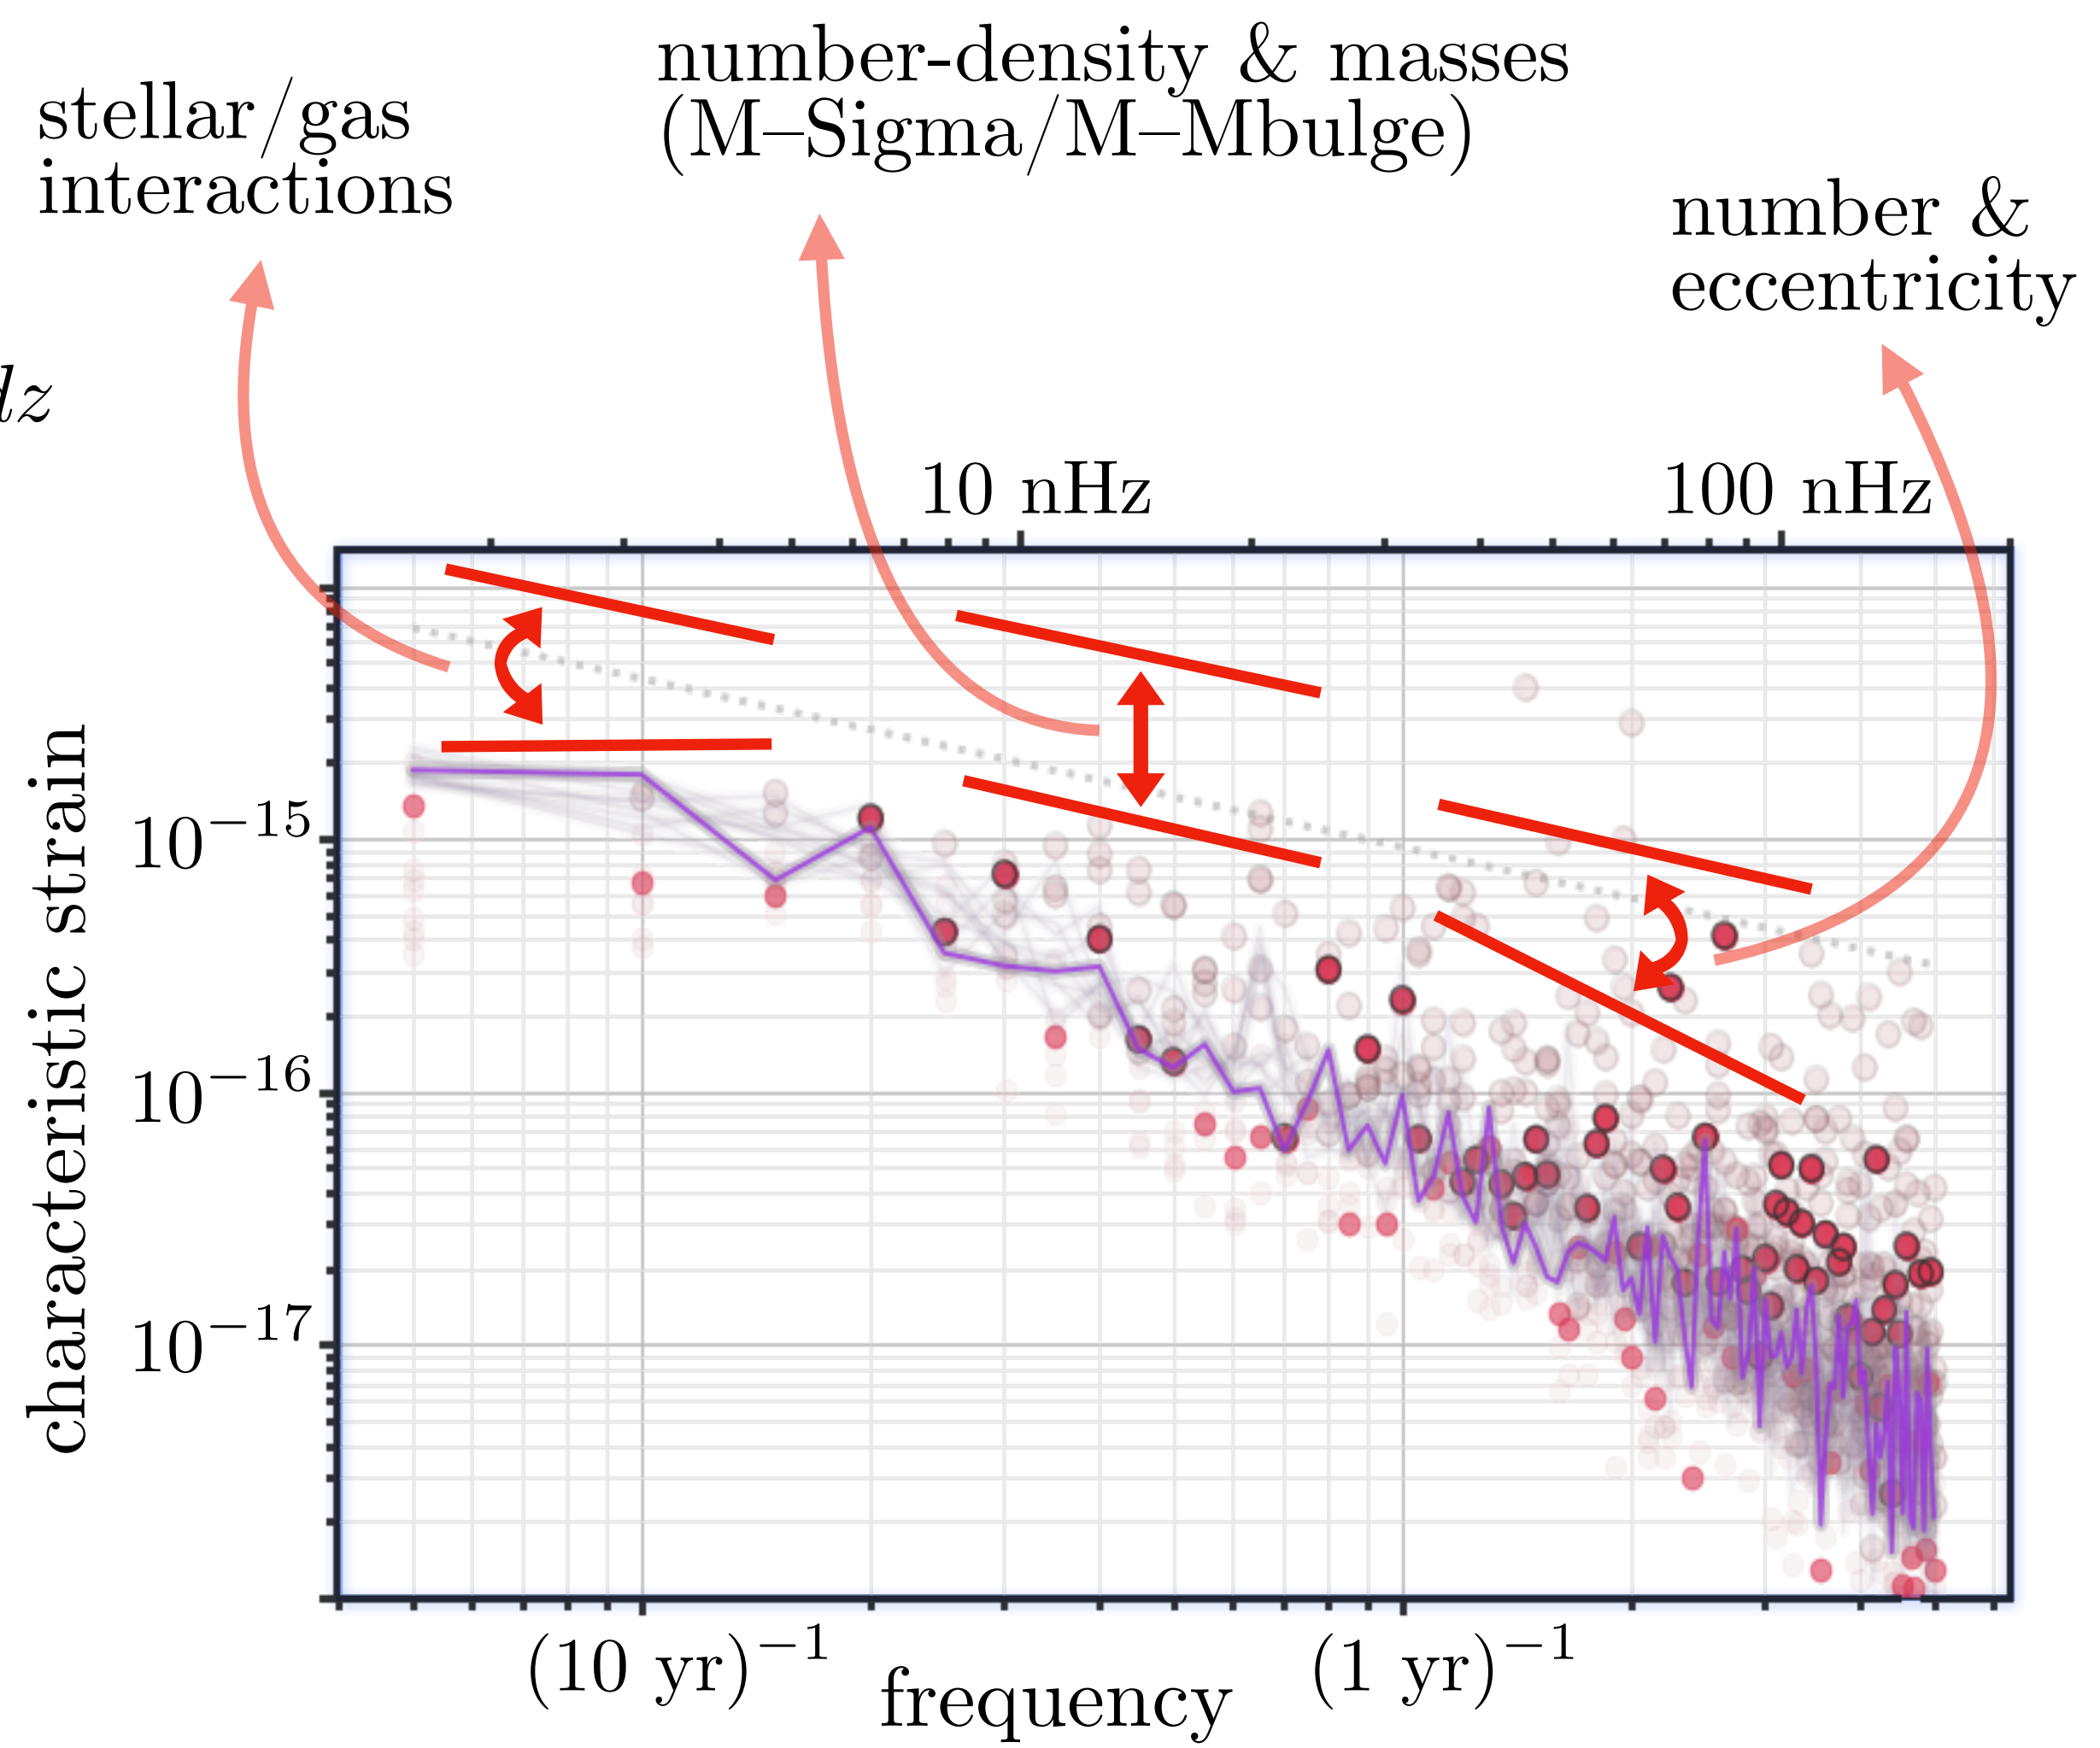 number-density & masses
(M–Sigma/M–Mbulge)
stellar/gas
interactions
number &
eccentricity
dz
10 nHz
100 nHz
characteristic strain
10⁻¹⁵
10⁻¹⁶
10⁻¹⁷
(10 yr)⁻¹
(1 yr)⁻¹
frequency